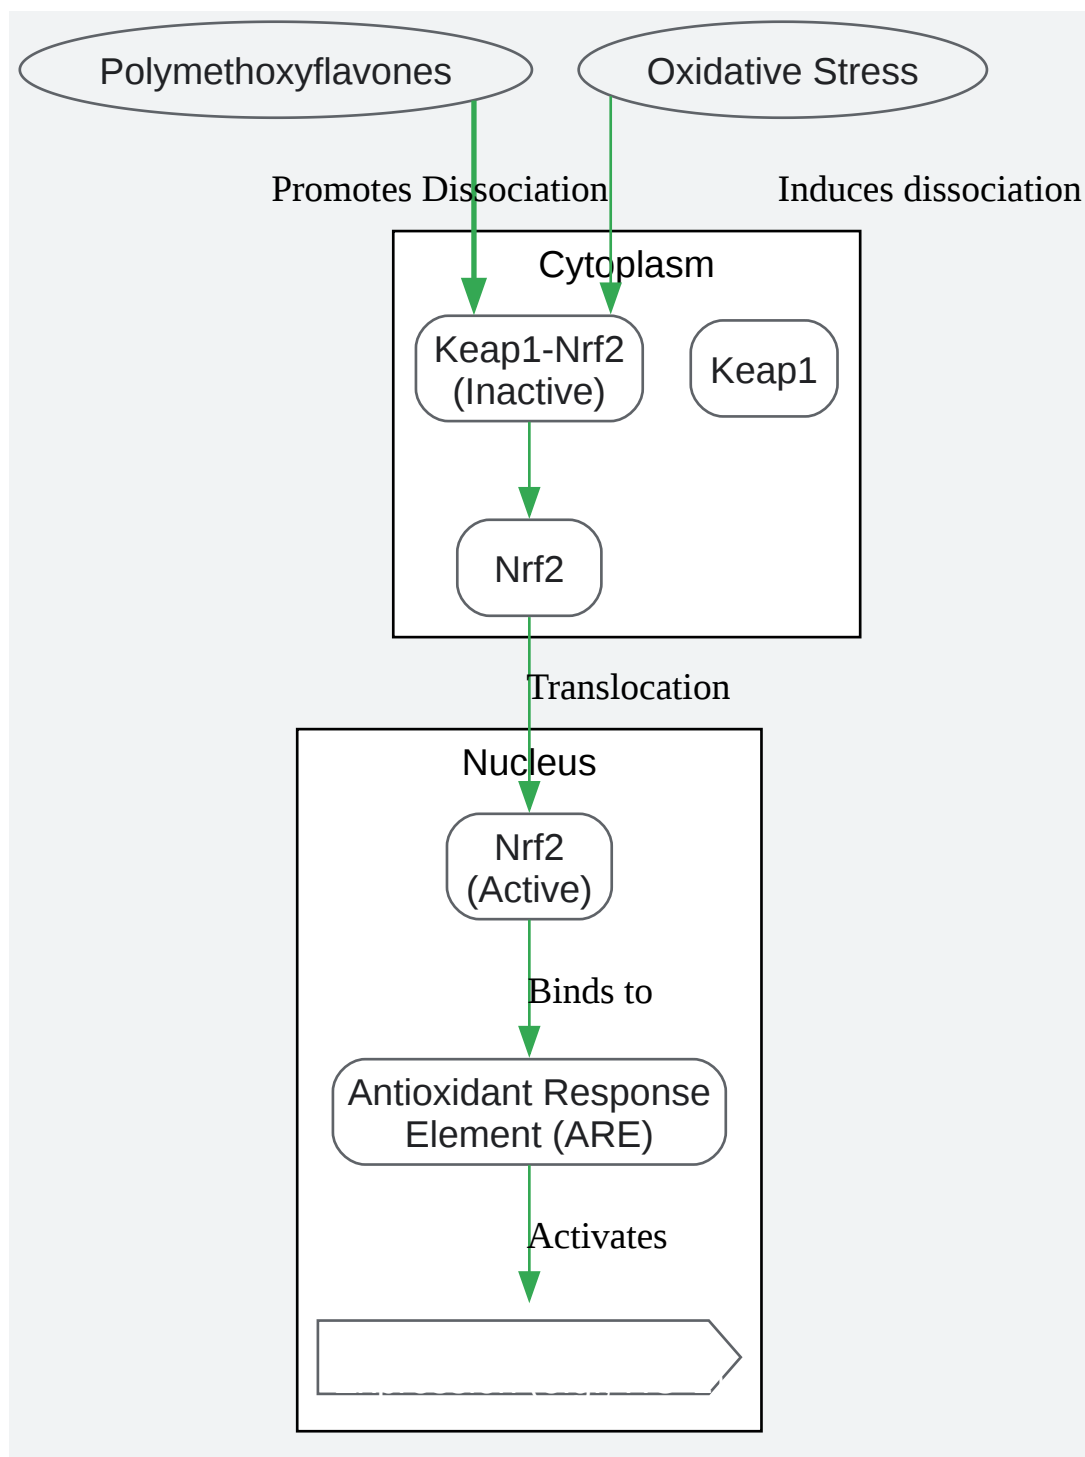 Polymethoxyflavones
Oxidative Stress
Promotes Dissociation
Induces dissociation
Cytoplasm
Keap1-Nrf2
(Inactive)
Keap1
Nrf2
Translocation
Nucleus
Nrf2
(Active)
Binds to
Antioxidant Response
Element (ARE)
Activates